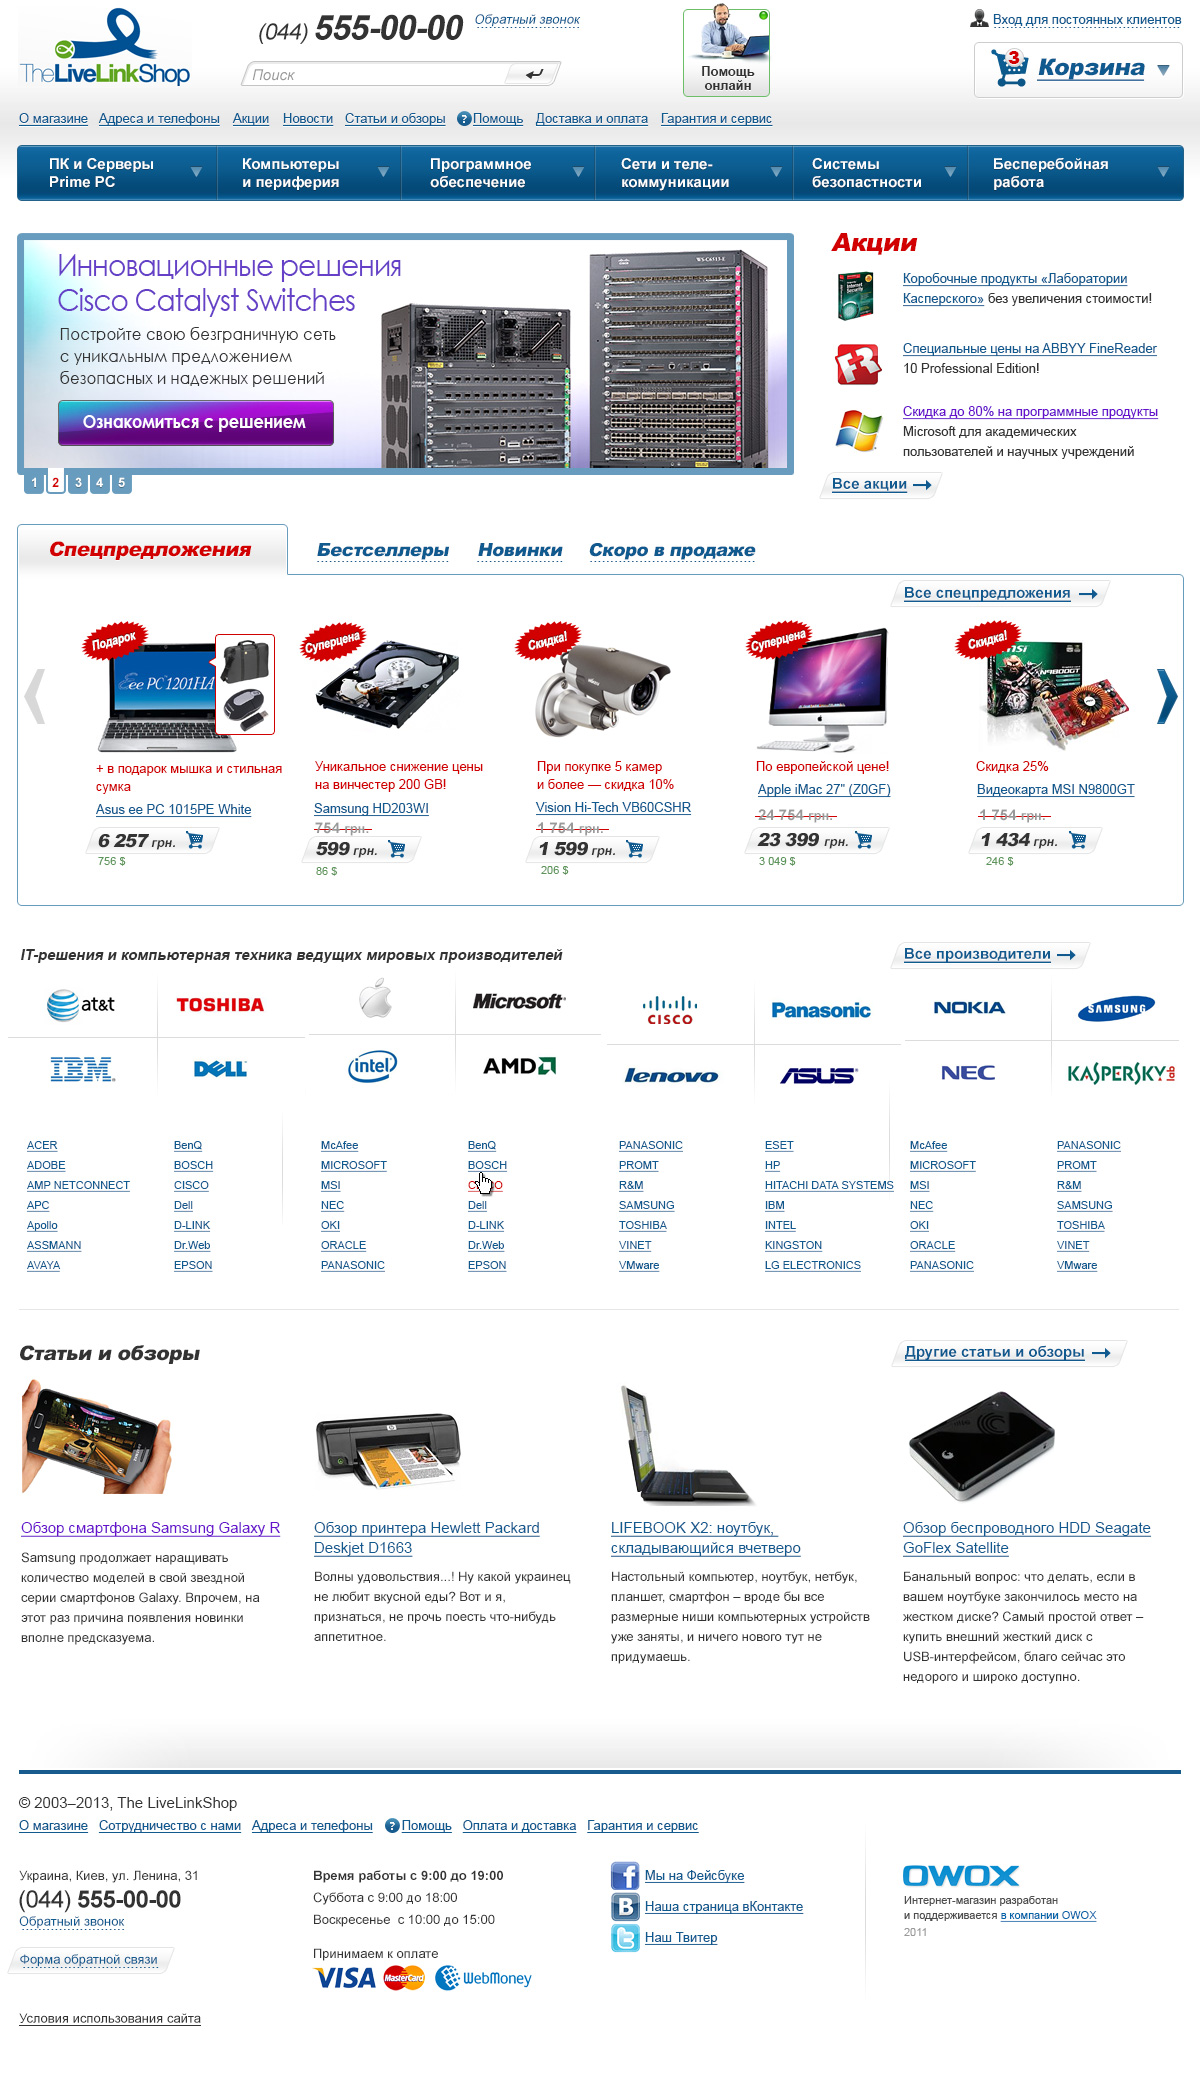 TheLiveLinkShop
(044) 555-00-00
Обратный звонок
Поиск
Помощь
онлайн
Вход для постоянных клиентов
3
Корзина
О магазине Адреса и телефоны Акции Новости Статьи и обзоры ? Помощь Доставка и оплата Гарантия и сервис
ПК и Серверы
Prime PC
Компьютеры
и периферия
Программное
обеспечение
Сети и теле-
коммуникации
Системы
безопастности
Бесперебойная
работа
Инновационные решения
Cisco Catalyst Switches
Постройте свою безграничную сеть
с уникальным предложением
безопасных и надежных решений
Ознакомиться с решением
1 2 3 4 5
Акции
Коробочные продукты «Лаборатории
Касперского» без увеличения стоимости!
Специальные цены на ABBYY FineReader
10 Professional Edition!
Скидка до 80% на программные продукты
Microsoft для академических
пользователей и научных учреждений
Все акции
Спецпредложения Бестселлеры Новинки Скоро в продаже
Все спецпредложения
Подарок
Eee PC 1201HA
+ в подарок мышка и стильная
сумка
Asus ee PC 1015PE White
6 257 грн.
756 $
Суперцена
Уникальное снижение цены
на винчестер 200 GB!
Samsung HD203WI
754 грн.
599 грн.
86 $
Скидка!
При покупке 5 камер
и более — скидка 10%
Vision Hi-Tech VB60CSHR
1 754 грн.
1 599 грн.
206 $
Суперцена
По европейской цене!
Apple iMac 27" (Z0GF)
24 754 грн.
23 399 грн.
3 049 $
Скидка!
msi
N9800GT
Скидка 25%
Видеокарта MSI N9800GT
1 754 грн.
1 434 грн.
246 $
IT-решения и компьютерная техника ведущих мировых производителей
Все производители
at&t TOSHIBA Microsoft CISCO Panasonic NOKIA SAMSUNG
IBM DELL intel AMD lenovo ASUS NEC KASPERSKY lab
ACER BenQ McAfee BenQ PANASONIC ESET McAfee PANASONIC
ADOBE BOSCH MICROSOFT BOSCH PROMT HP MICROSOFT PROMT
AMP NETCONNECT CISCO MSI R&M HITACHI DATA SYSTEMS MSI R&M
APC Dell NEC Dell SAMSUNG IBM NEC SAMSUNG
Apollo D-LINK OKI D-LINK TOSHIBA INTEL OKI TOSHIBA
ASSMANN Dr.Web ORACLE Dr.Web VINET KINGSTON ORACLE VINET
AVAYA EPSON PANASONIC EPSON VMware LG ELECTRONICS PANASONIC VMware
Статьи и обзоры
Другие статьи и обзоры
Обзор смартфона Samsung Galaxy R
Samsung продолжает наращивать
количество моделей в свой звездной
серии смартфонов Galaxy. Впрочем, на
этот раз причина появления новинки
вполне предсказуема.
Обзор принтера Hewlett Packard
Deskjet D1663
Волны удовольствия...! Ну какой украинец
не любит вкусной еды? Вот и я,
признаться, не прочь поесть что-нибудь
аппетитное.
LIFEBOOK X2: ноутбук,
складывающийся вчетверо
Настольный компьютер, ноутбук, нетбук,
планшет, смартфон – вроде бы все
размерные ниши компьютерных устройств
уже заняты, и ничего нового тут не
придумаешь.
Обзор беспроводного HDD Seagate
GoFlex Satellite
Банальный вопрос: что делать, если в
вашем ноутбуке закончилось место на
жестком диске? Самый простой ответ –
купить внешний жесткий диск с
USB-интерфейсом, благо сейчас это
недорого и широко доступно.
© 2003–2013, The LiveLinkShop
О магазине Сотрудничество с нами Адреса и телефоны ? Помощь Оплата и доставка Гарантия и сервис
Украина, Киев, ул. Ленина, 31
(044) 555-00-00
Обратный звонок
Форма обратной связи
Условия использования сайта
Время работы с 9:00 до 19:00
Суббота с 9:00 до 18:00
Воскресенье с 10:00 до 15:00
Принимаем к оплате
VISA MasterCard WebMoney
Мы на Фейсбуке
Наша страница вКонтакте
Наш Твитер
OWOX
Интернет-магазин разработан
и поддерживается в компании OWOX
2011